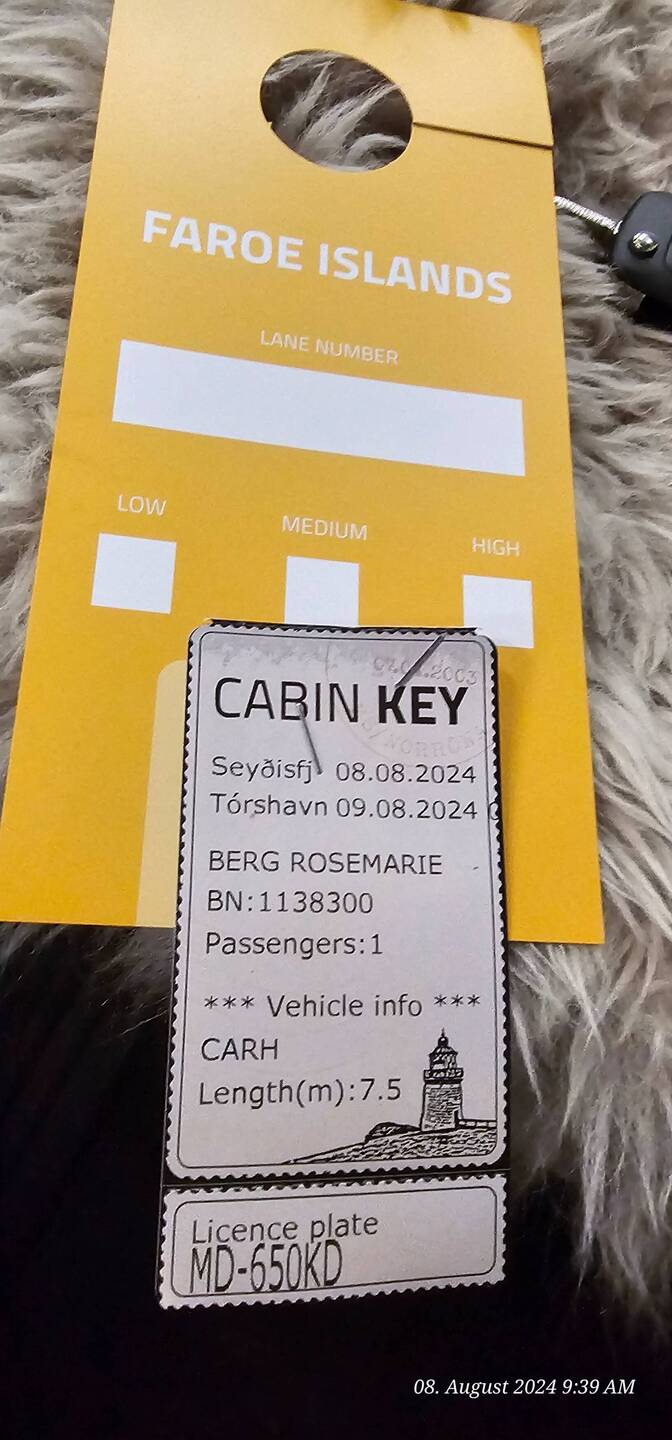 FAROE ISLANDS
LANE NUMBER
LOW MEDIUM HIGH
CABIN KEY
Seyðisfj 08.08.2024
Tórshavn 09.08.2024
BERG ROSEMARIE
BN:1138300
Passengers:1
*** Vehicle info ***
CARH
Length(m):7.5
Licence plate
MD-650KD
08. August 2024 9:39 AM